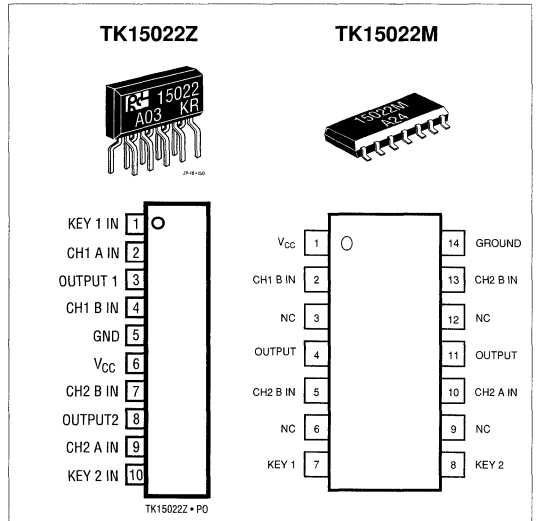 TK15022Z
TK15022M
15022
A03 KR
15022M
A24
KEY 1 IN 1
CH1 A IN 2
OUTPUT 1 3
CH1 B IN 4
GND 5
VCC 6
CH2 B IN 7
OUTPUT2 8
CH2 A IN 9
KEY 2 IN 10
TK15022Z • PO
VCC 1
CH1 B IN 2
NC 3
OUTPUT 4
CH2 B IN 5
NC 6
KEY 1 7
14 GROUND
13 CH2 B IN
12 NC
11 OUTPUT
10 CH2 A IN
9 NC
8 KEY 2